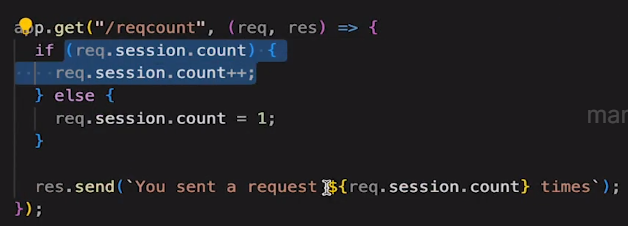 app.get("/reqcount", (req, res) => {
if (req.session.count) {
req.session.count++;
} else {
req.session.count = 1;
}
res.send(`You sent a request ${req.session.count} times`);
});